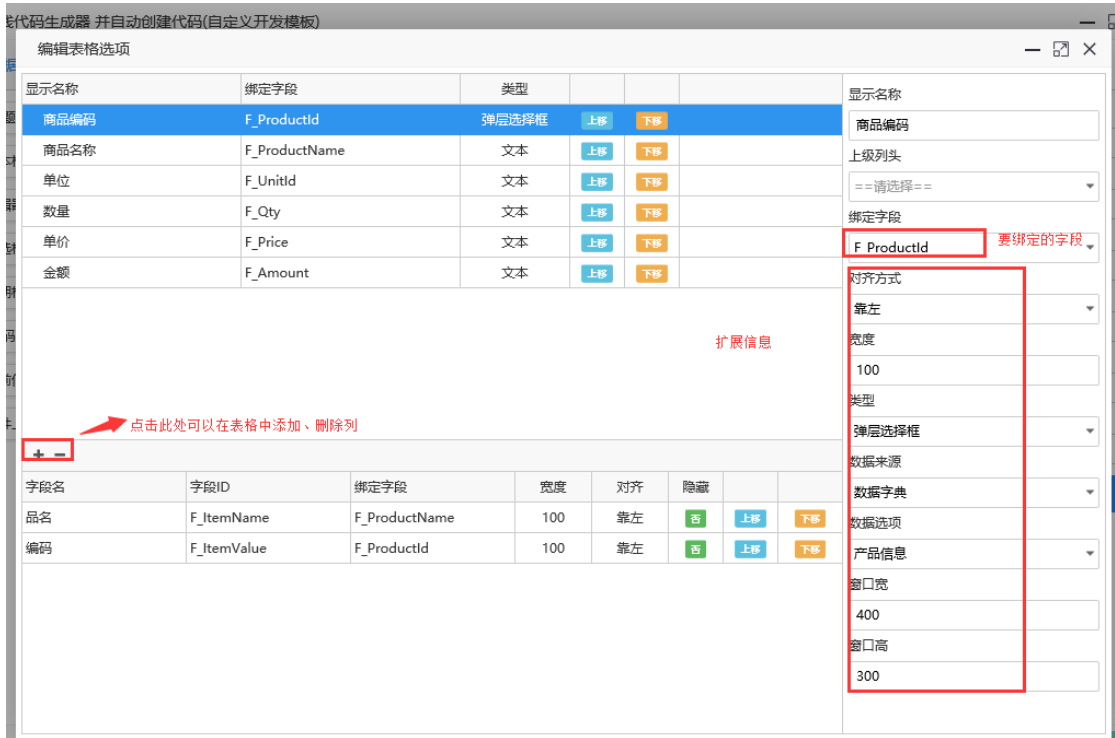 线代码生成器 并自动创建代码(自定义开发模板)
编辑表格选项
显示名称 绑定字段 类型
商品编码 F_ProductId 弹层选择框 上移 下移
商品名称 F_ProductName 文本 上移 下移
单位 F_UnitId 文本 上移 下移
数量 F_Qty 文本 上移 下移
单价 F_Price 文本 上移 下移
金额 F_Amount 文本 上移 下移
扩展信息
点击此处可以在表格中添加、删除列
字段名 字段ID 绑定字段 宽度 对齐 隐藏
品名 F_ItemName F_ProductName 100 靠左 否 上移 下移
编码 F_ItemValue F_ProductId 100 靠左 否 上移 下移
显示名称
商品编码
上级列头
==请选择==
绑定字段
F_ProductId 要绑定的字段
对齐方式
靠左
宽度
100
类型
弹层选择框
数据来源
数据字典
数据选项
产品信息
窗口宽
400
窗口高
300